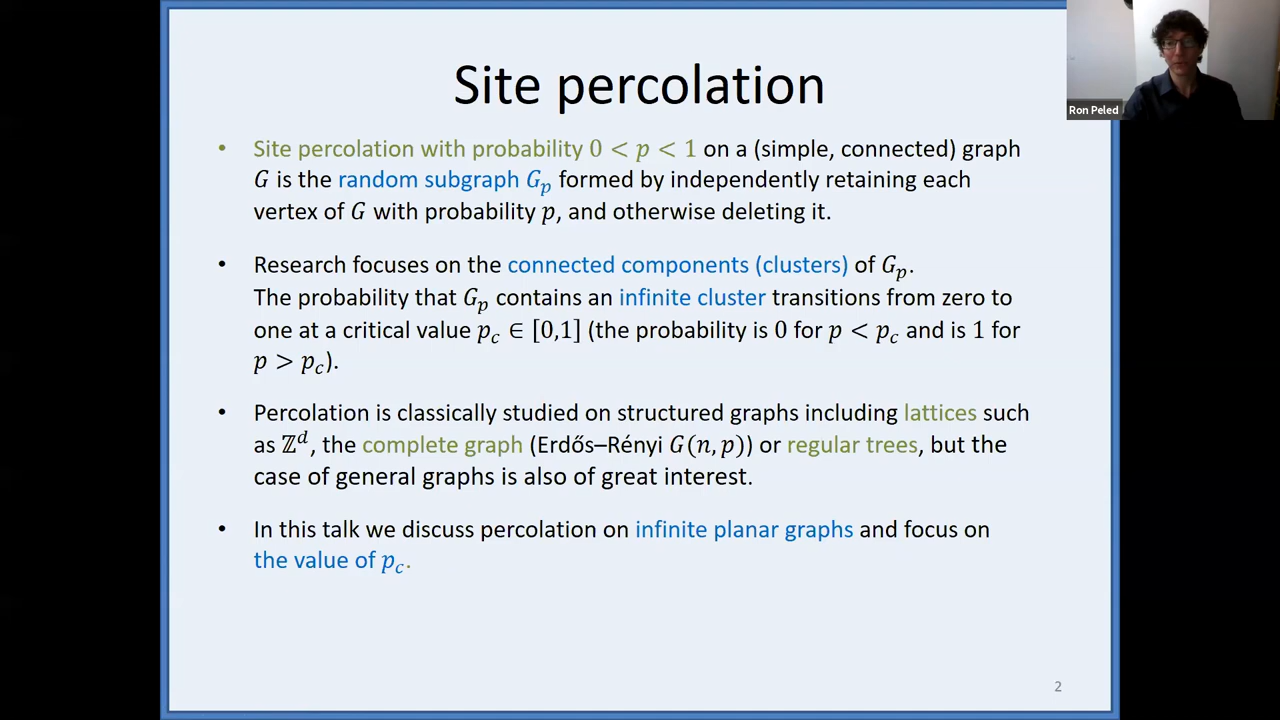 Site percolation
• Site percolation with probability 0 < p < 1 on a (simple, connected) graph
G is the random subgraph Gₚ formed by independently retaining each
vertex of G with probability p, and otherwise deleting it.
• Research focuses on the connected components (clusters) of Gₚ.
The probability that Gₚ contains an infinite cluster transitions from zero to
one at a critical value p_c ∈ [0,1] (the probability is 0 for p < p_c and is 1 for
p > p_c).
• Percolation is classically studied on structured graphs including lattices such
as ℤᵈ, the complete graph (Erdős–Rényi G(n, p)) or regular trees, but the
case of general graphs is also of great interest.
• In this talk we discuss percolation on infinite planar graphs and focus on
the value of p_c.
2
Ron Peled